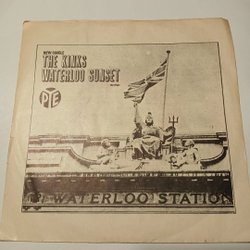 NEW SINGLE
THE KINKS
WATERLOO SUNSET
PYE
WATERLOO STATION